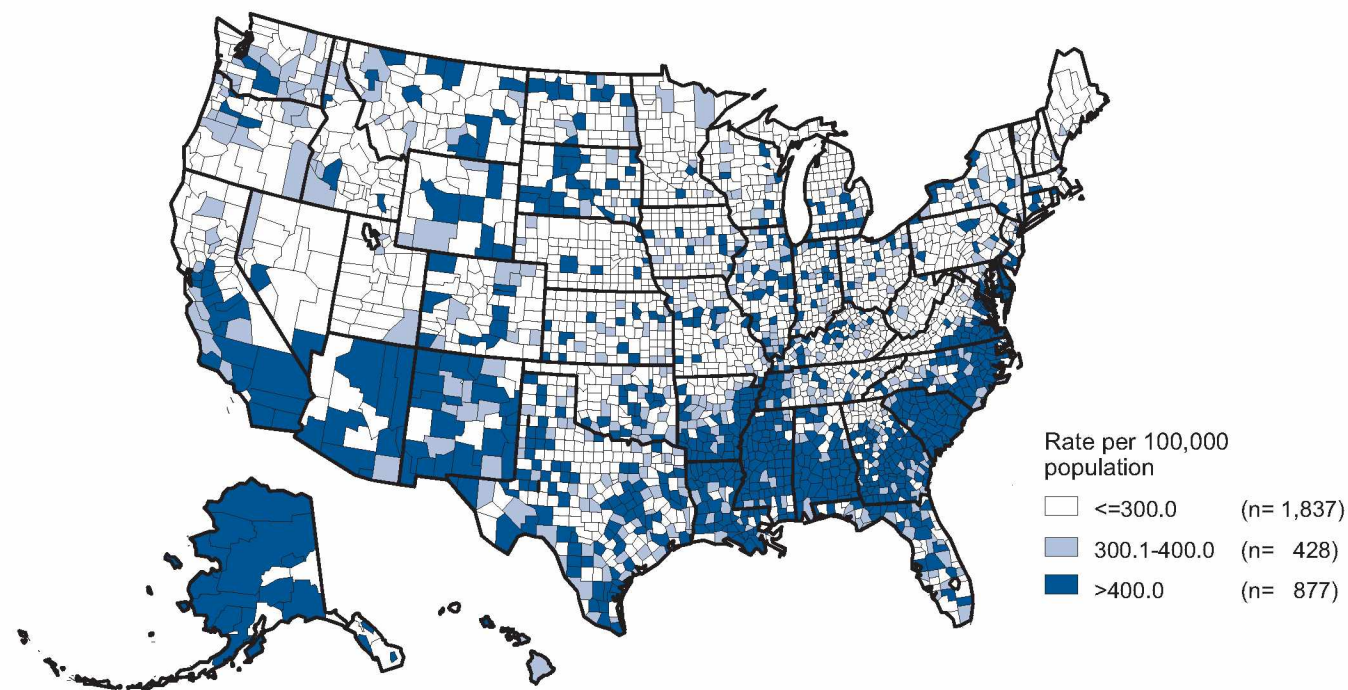 Rate per 100,000
population
<=300.0 (n= 1,837)
300.1-400.0 (n= 428)
>400.0 (n= 877)